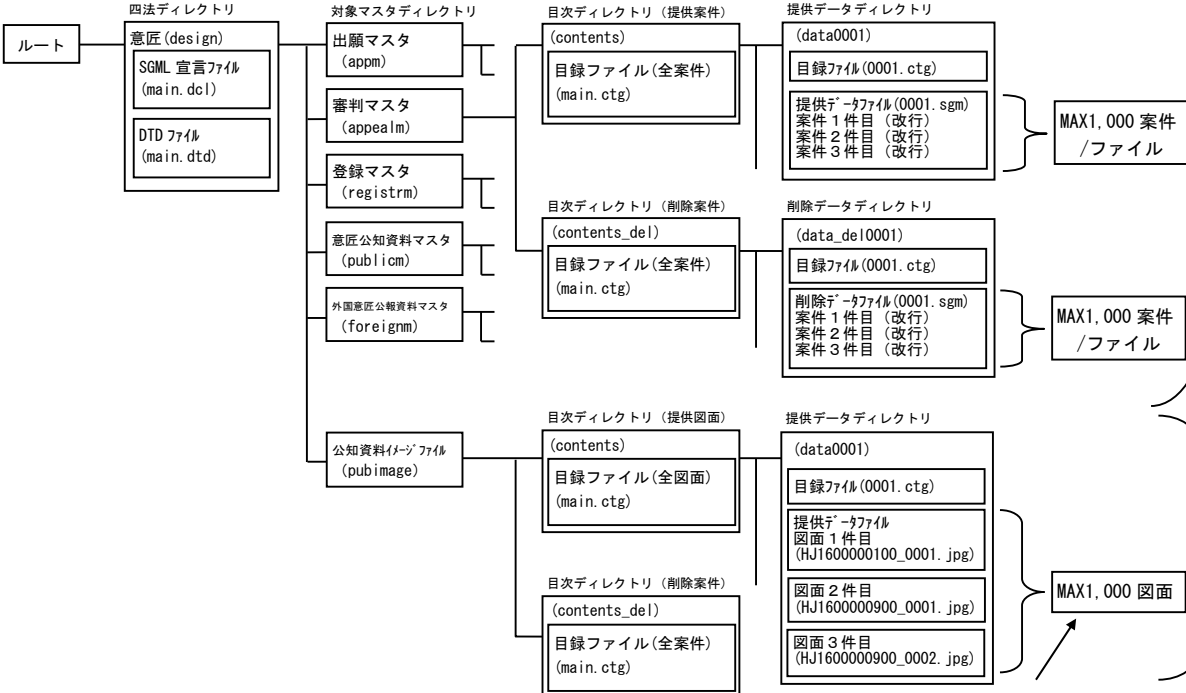 四法ディレクトリ
対象マスタディレクトリ
目次ディレクトリ（提供案件）
提供データディレクトリ
ルート
意匠(design)
SGML 宣言ファイル
(main.dcl)
DTD ファイル
(main.dtd)
出願マスタ
(appm)
審判マスタ
(appealm)
登録マスタ
(registrm)
意匠公知資料マスタ
(publicm)
外国意匠公報資料マスタ
(foreignm)
(contents)
目録ファイル(全案件)
(main.ctg)
(data0001)
目録ファイル(0001.ctg)
提供データファイル(0001.sgm)
案件１件目（改行）
案件２件目（改行）
案件３件目（改行）
MAX1,000 案件
/ファイル
目次ディレクトリ（削除案件）
(contents_del)
目録ファイル(全案件)
(main.ctg)
削除データディレクトリ
(data_del0001)
目録ファイル(0001.ctg)
削除データファイル(0001.sgm)
案件１件目（改行）
案件２件目（改行）
案件３件目（改行）
MAX1,000 案件
/ファイル
公知資料イメージファイル
(pubimage)
目次ディレクトリ（提供図面）
(contents)
目録ファイル(全図面)
(main.ctg)
提供データディレクトリ
(data0001)
目録ファイル(0001.ctg)
提供データファイル
図面１件目
(HJ1600000100_0001.jpg)
図面２件目
(HJ1600000900_0001.jpg)
図面３件目
(HJ1600000900_0002.jpg)
MAX1,000 図面
目次ディレクトリ（削除案件）
(contents_del)
目録ファイル(全案件)
(main.ctg)